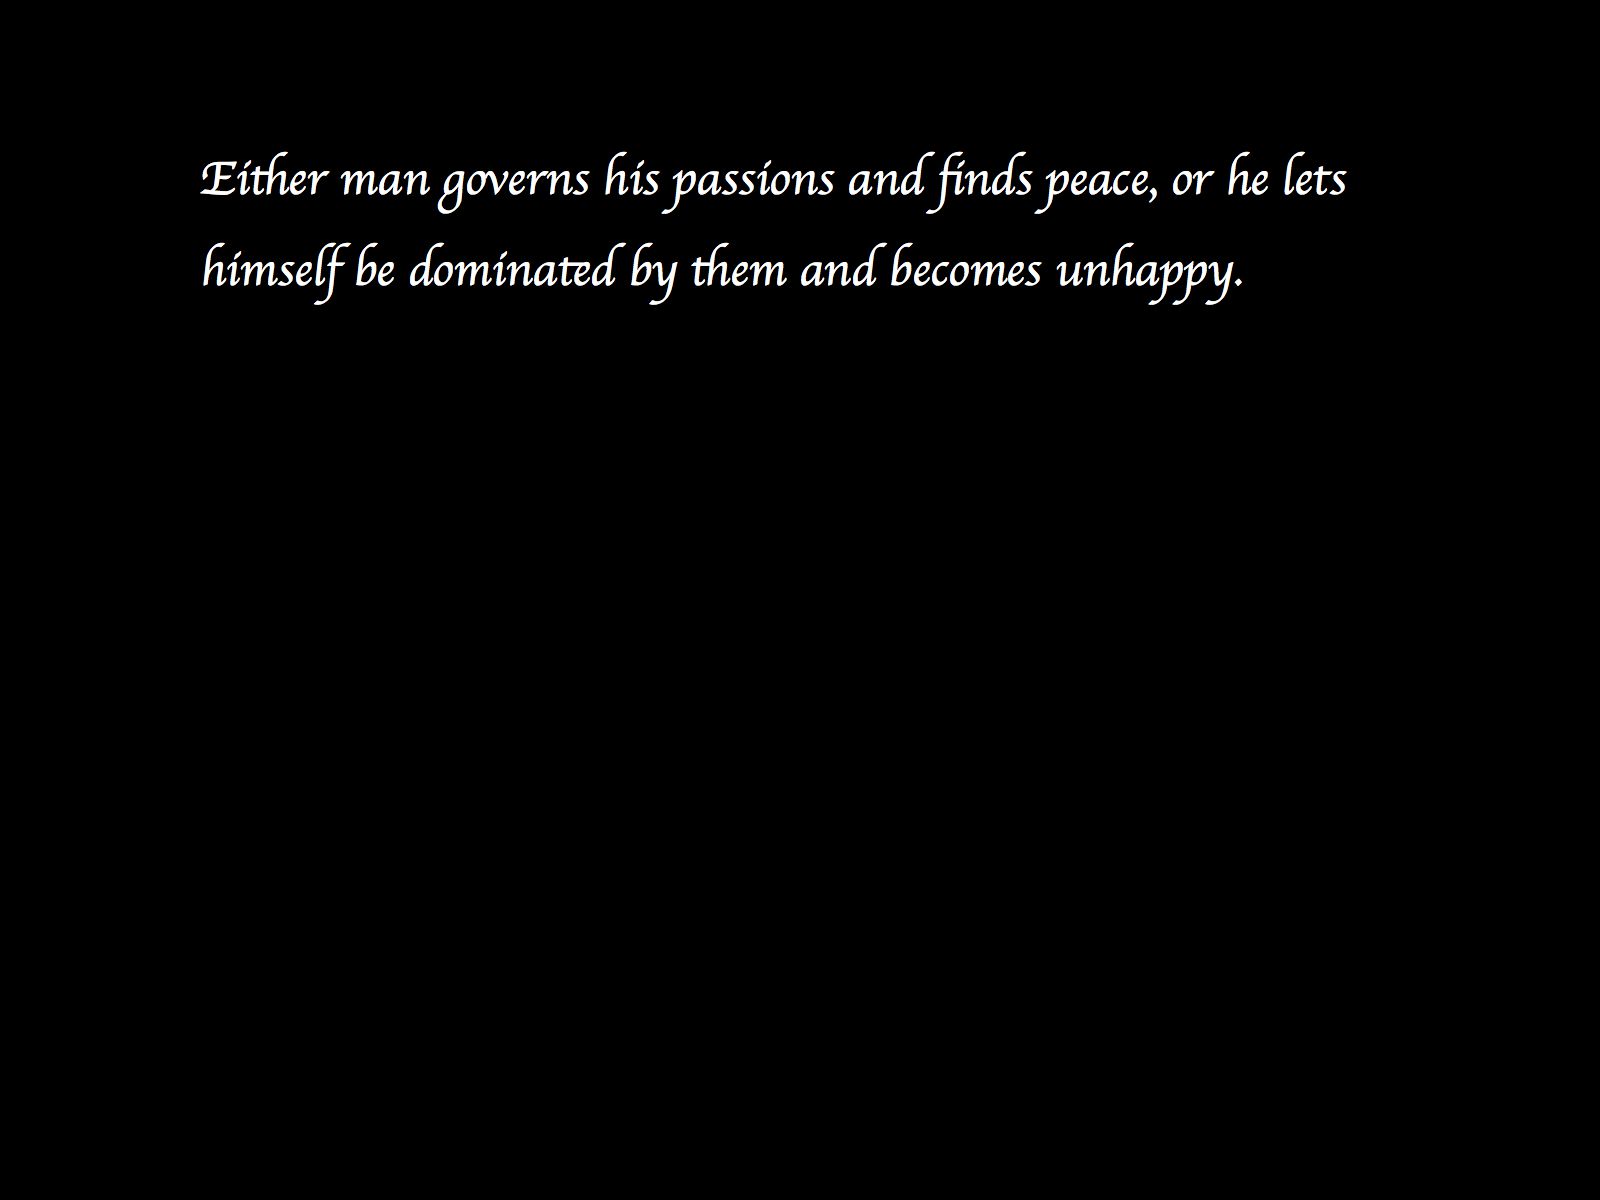 Either man governs his passions and finds peace, or he lets
himself be dominated by them and becomes unhappy.